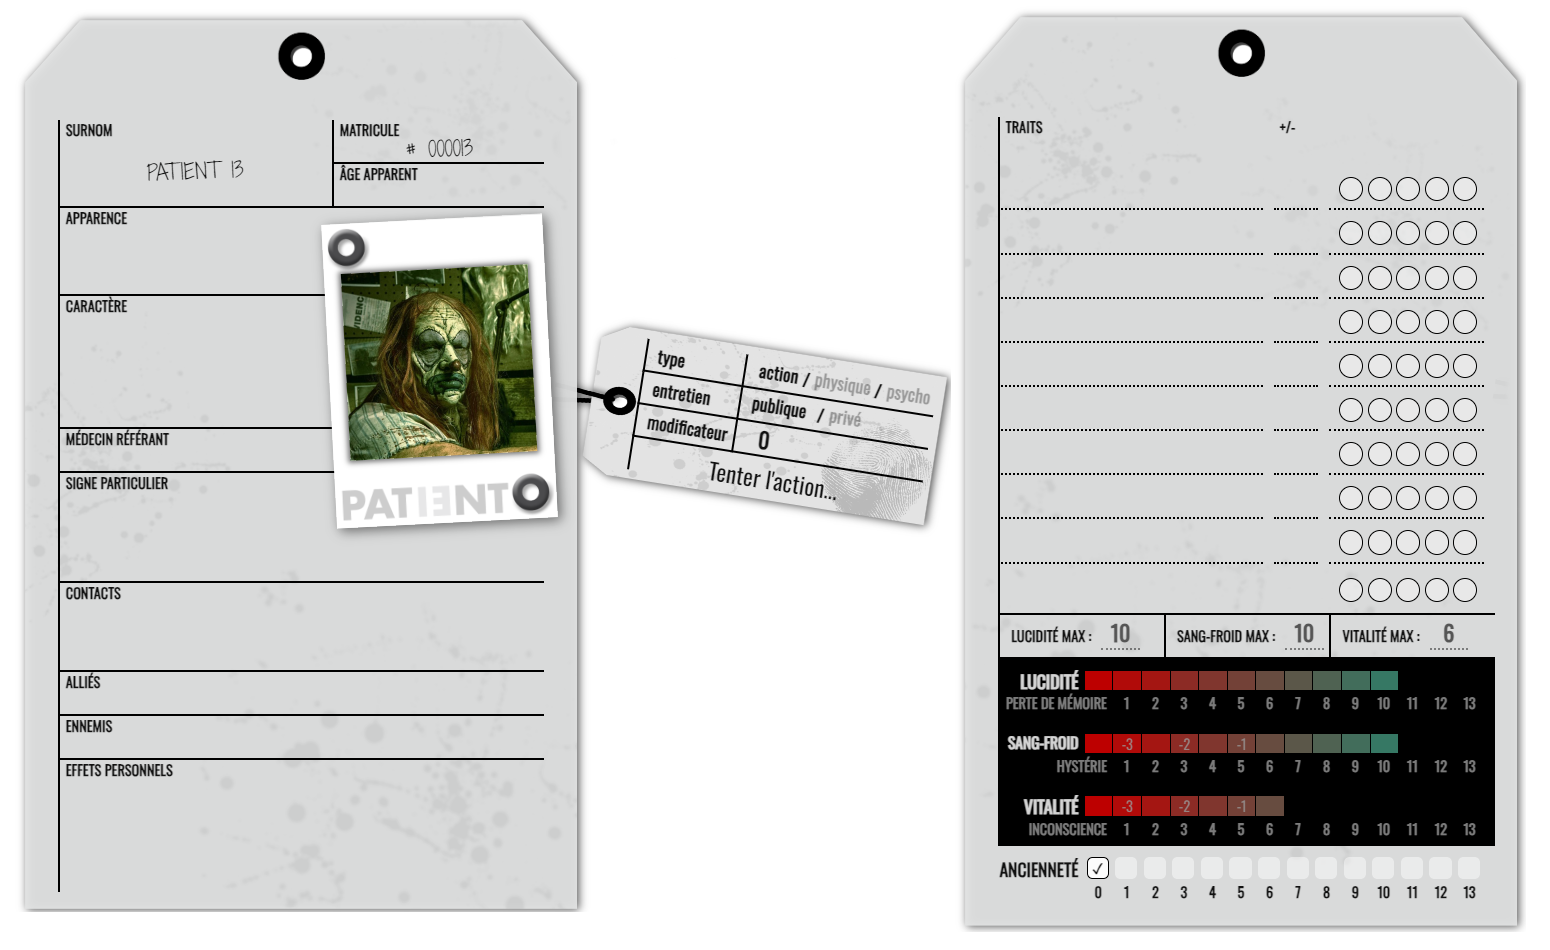 SURNOM
PATIENT 13
MATRICULE
# 000013
ÂGE APPARENT
APPARENCE
CARACTÈRE
MÉDECIN RÉFÉRANT
SIGNE PARTICULIER
CONTACTS
ALLIÉS
ENNEMIS
EFFETS PERSONNELS
VIDENC
PATI3NT
type action / physique / psycho
entretien publique / privé
modificateur 0
Tenter l'action...
TRAITS +/-
LUCIDITÉ MAX : 10 SANG-FROID MAX : 10 VITALITÉ MAX : 6
LUCIDITÉ
PERTE DE MÉMOIRE 1 2 3 4 5 6 7 8 9 10 11 12 13
SANG-FROID -3 -2 -1
HYSTÉRIE 1 2 3 4 5 6 7 8 9 10 11 12 13
VITALITÉ -3 -2 -1
INCONSCIENCE 1 2 3 4 5 6 7 8 9 10 11 12 13
ANCIENNETÉ ✓
0 1 2 3 4 5 6 7 8 9 10 11 12 13